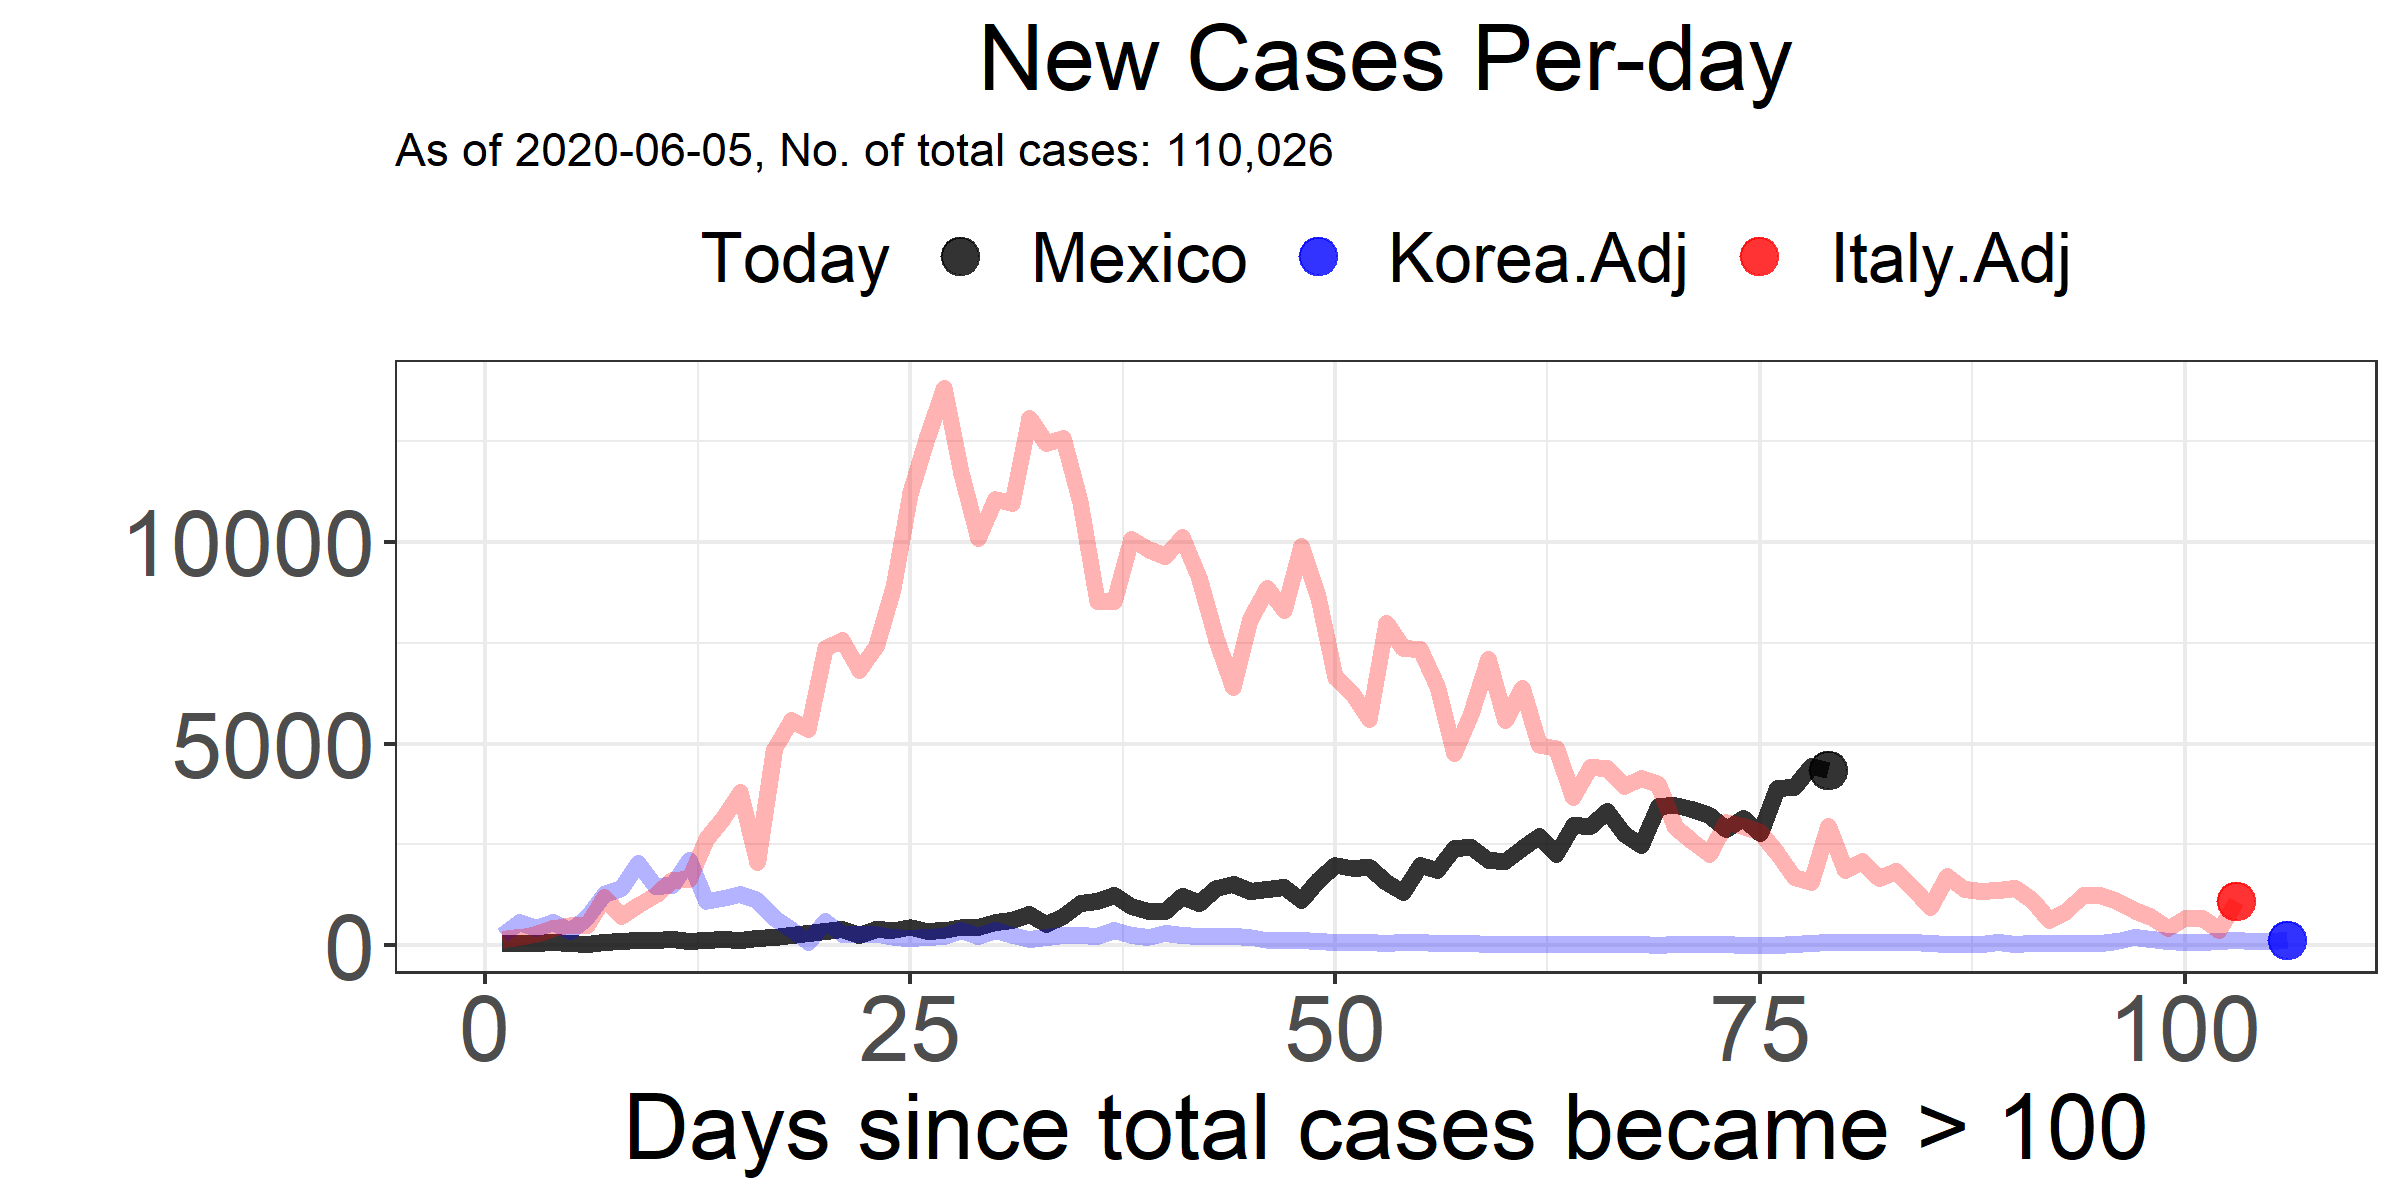 New Cases Per-day
As of 2020-06-05, No. of total cases: 110,026
Today Mexico Korea.Adj Italy.Adj
10000
5000
0
0 25 50 75 100
Days since total cases became > 100